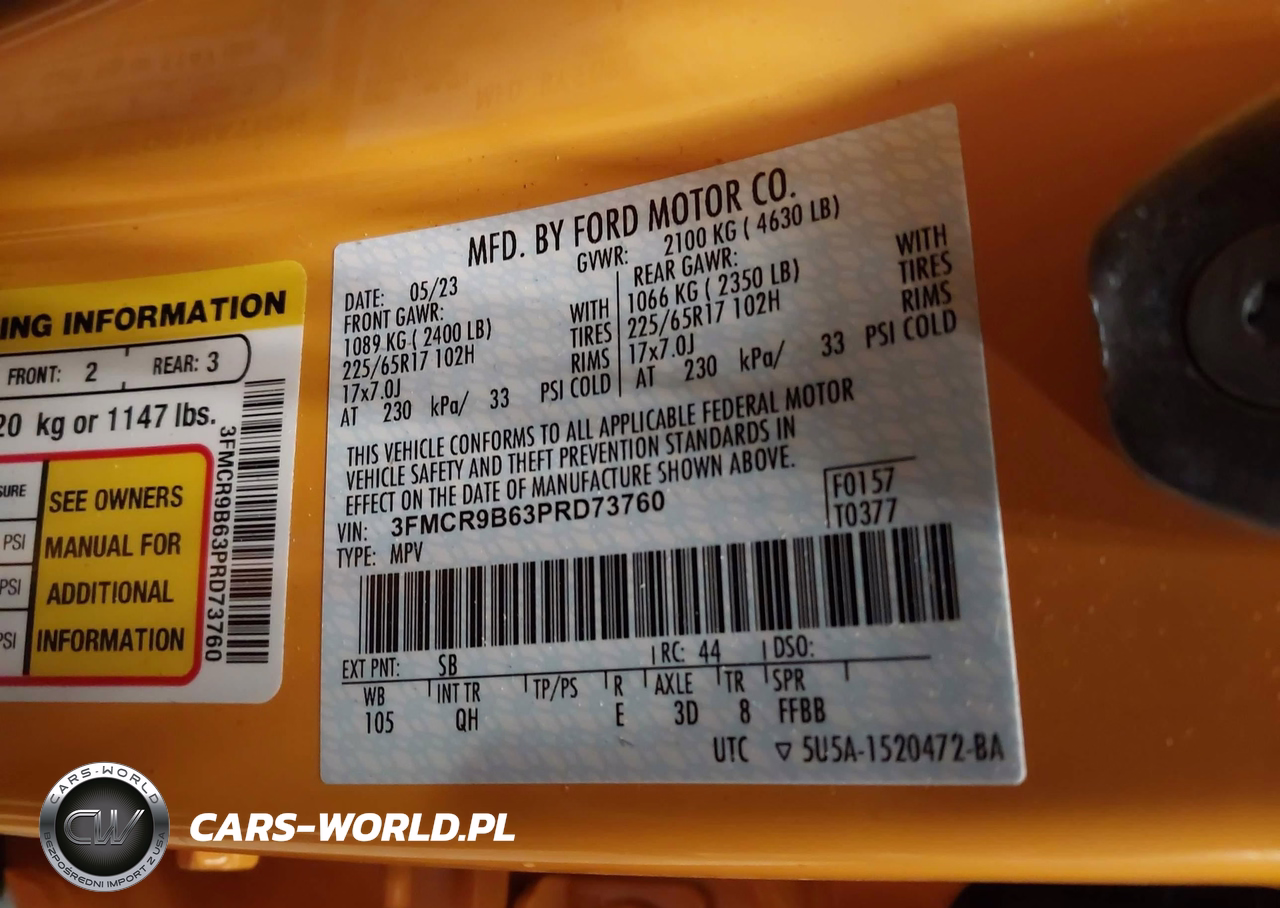 ING INFORMATION
FRONT: 2 REAR: 3
20 kg or 1147 lbs.
SURE
PSI
PSI
PSI
SEE OWNERS
MANUAL FOR
ADDITIONAL
INFORMATION
3FMCR9B63PRD73760
MFD. BY FORD MOTOR CO.
GVWR: 2100 KG ( 4630 LB)
DATE: 05/23
FRONT GAWR:
1089 KG ( 2400 LB) WITH
225/65R17 102H TIRES
17x7.0J RIMS
AT 230 kPa/ 33 PSI COLD
REAR GAWR:
1066 KG ( 2350 LB) WITH
225/65R17 102H TIRES
17x7.0J RIMS
AT 230 kPa/ 33 PSI COLD
THIS VEHICLE CONFORMS TO ALL APPLICABLE FEDERAL MOTOR
VEHICLE SAFETY AND THEFT PREVENTION STANDARDS IN
EFFECT ON THE DATE OF MANUFACTURE SHOWN ABOVE.
VIN: 3FMCR9B63PRD73760
TYPE: MPV
F0157
T0377
EXT PNT: SB RC: 44 DSO:
WB INT TR TP/PS R AXLE TR SPR
105 QH E 3D 8 FFBB
UTC ▽ 5U5A-1520472-BA
CARS-WORLD
CW
BEZPOŚREDNI IMPORT Z USA
CARS-WORLD.PL